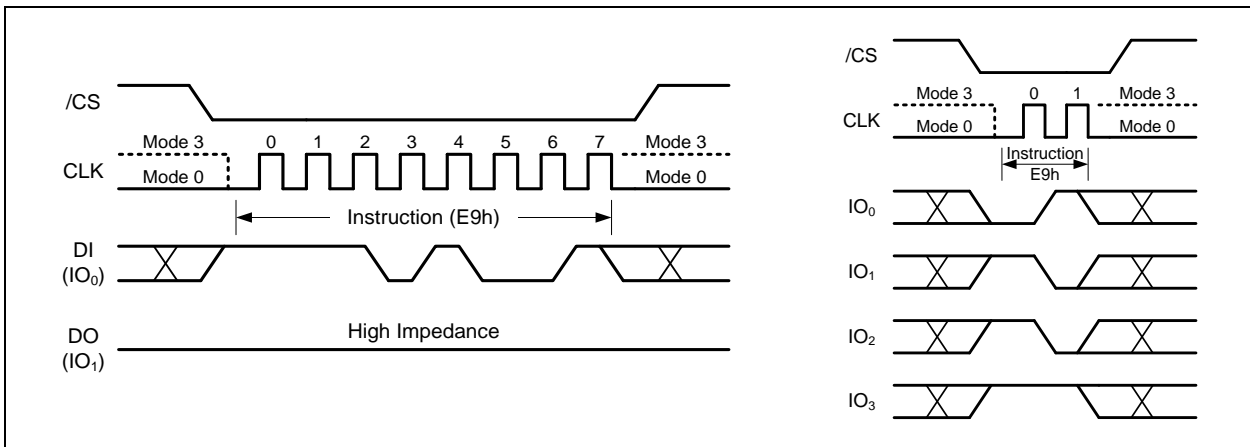 /CS
Mode 3 0 1 2 3 4 5 6 7 Mode 3
CLK
Mode 0 Mode 0
Instruction (E9h)
DI
(IO0)
High Impedance
DO
(IO1)
/CS
Mode 3 0 1 Mode 3
CLK
Mode 0 Mode 0
Instruction
E9h
IO0
IO1
IO2
IO3